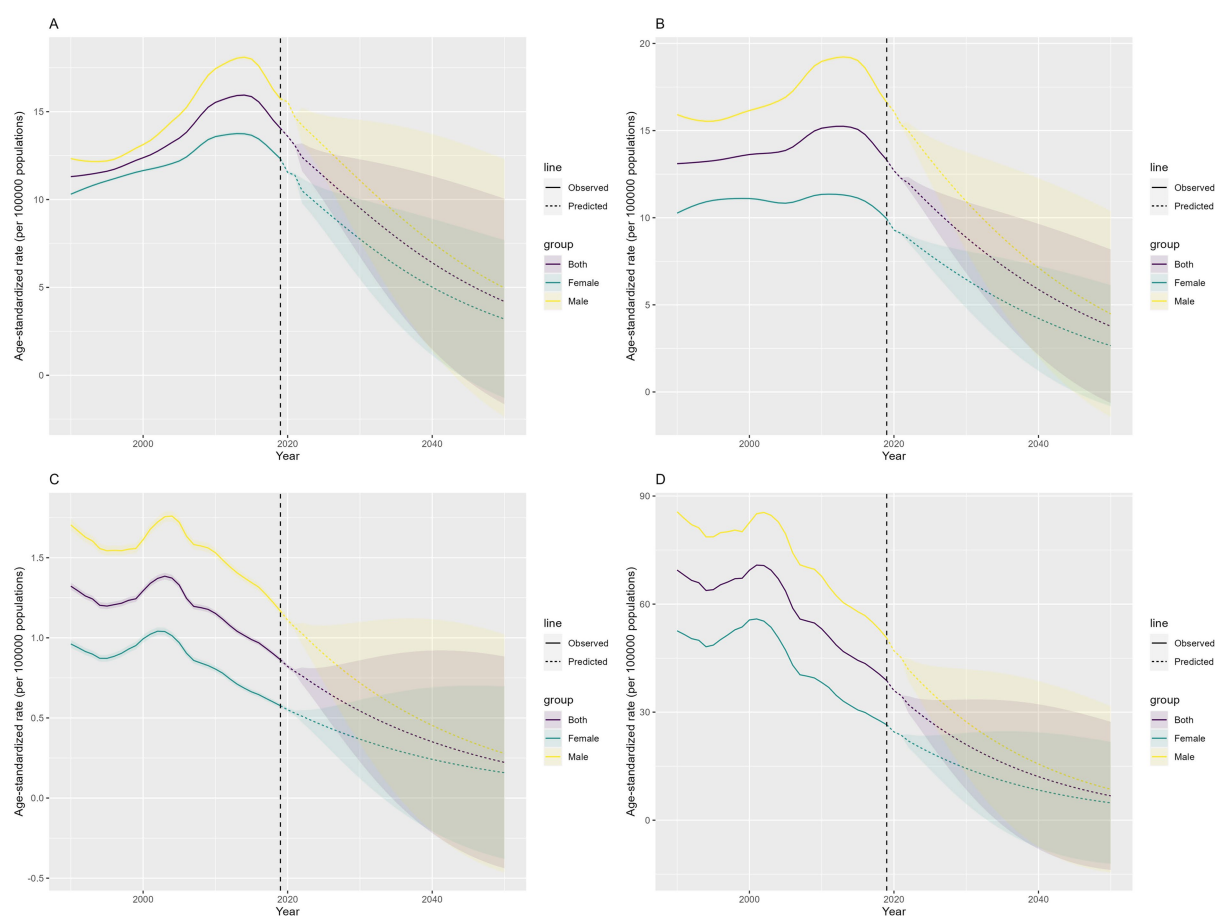 A
Age-standardized rate (per 100000 populations)
15
10
5
0
2000
2020
2040
Year
line
Observed
Predicted
group
Both
Female
Male
B
Age-standardized rate (per 100000 populations)
20
15
10
5
0
2000
2020
2040
Year
line
Observed
Predicted
group
Both
Female
Male
C
Age-standardized rate (per 100000 populations)
1.5
1.0
0.5
0.0
-0.5
2000
2020
2040
Year
line
Observed
Predicted
group
Both
Female
Male
D
Age-standardized rate (per 100000 populations)
90
60
30
0
2000
2020
2040
Year
line
Observed
Predicted
group
Both
Female
Male